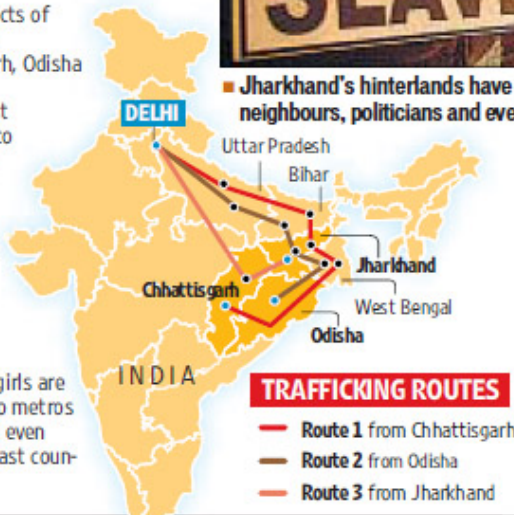 cts of
h, Odisha
t
to
SLAV
Jharkhand's hinterlands have
neighbours, politicians and eve
DELHI
Uttar Pradesh
Bihar
Jharkhand
Chhattisgarh
West Bengal
Odisha
INDIA
girls are
o metros
even
ast coun-
TRAFFICKING ROUTES
Route 1 from Chhattisgarh
Route 2 from Odisha
Route 3 from Jharkhand